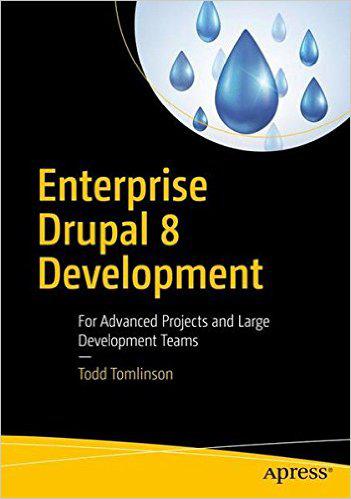 Enterprise
Drupal 8
Development
For Advanced Projects and Large
Development Teams
—
Todd Tomlinson
Apress®